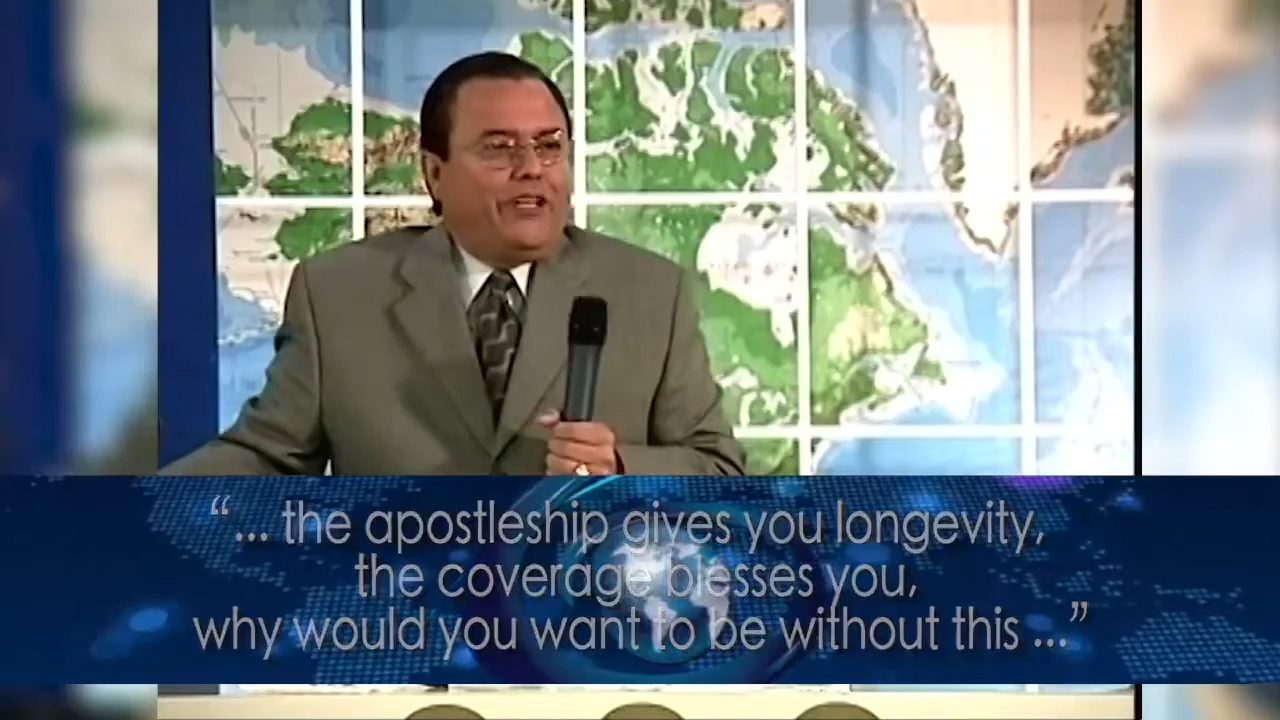 “... the apostleship gives you longevity,
the coverage blesses you,
why would you want to be without this ...”